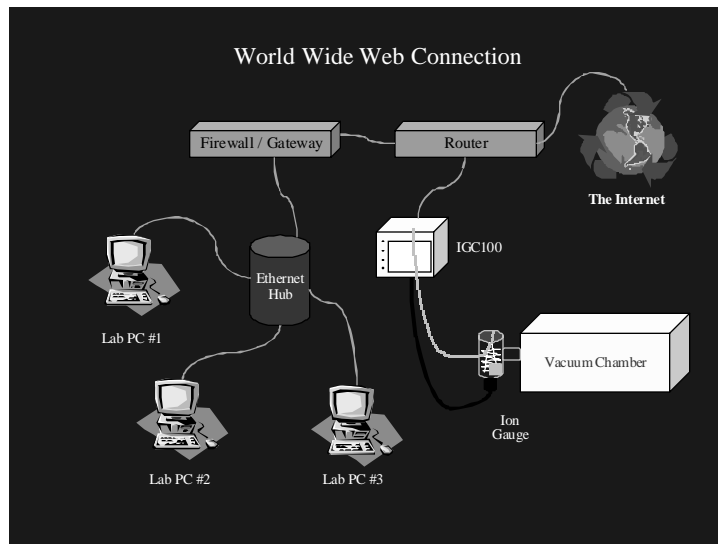 World Wide Web Connection
Firewall / Gateway
Router
The Internet
IGC100
Ethernet
Hub
Lab PC #1
Vacuum Chamber
Ion
Gauge
Lab PC #2
Lab PC #3